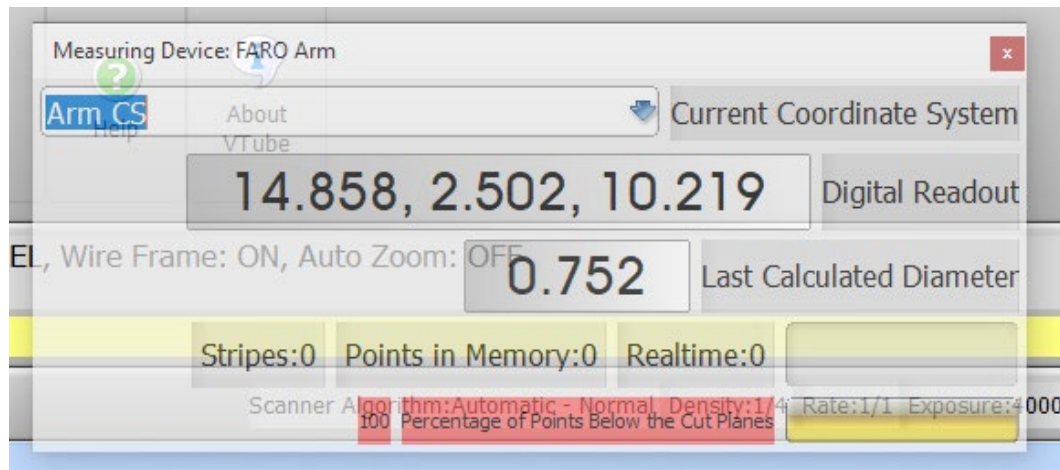 Measuring Device: FARO Arm
x
Arm CS
Current Coordinate System
Help
About
VTube
14.858, 2.502, 10.219
Digital Readout
EL, Wire Frame: ON, Auto Zoom: OFF
0.752
Last Calculated Diameter
Stripes:0 Points in Memory:0 Realtime:0
Scanner Algorithm:Automatic - Normal Density:1/4 Rate:1/1 Exposure:4000
100 Percentage of Points Below the Cut Planes